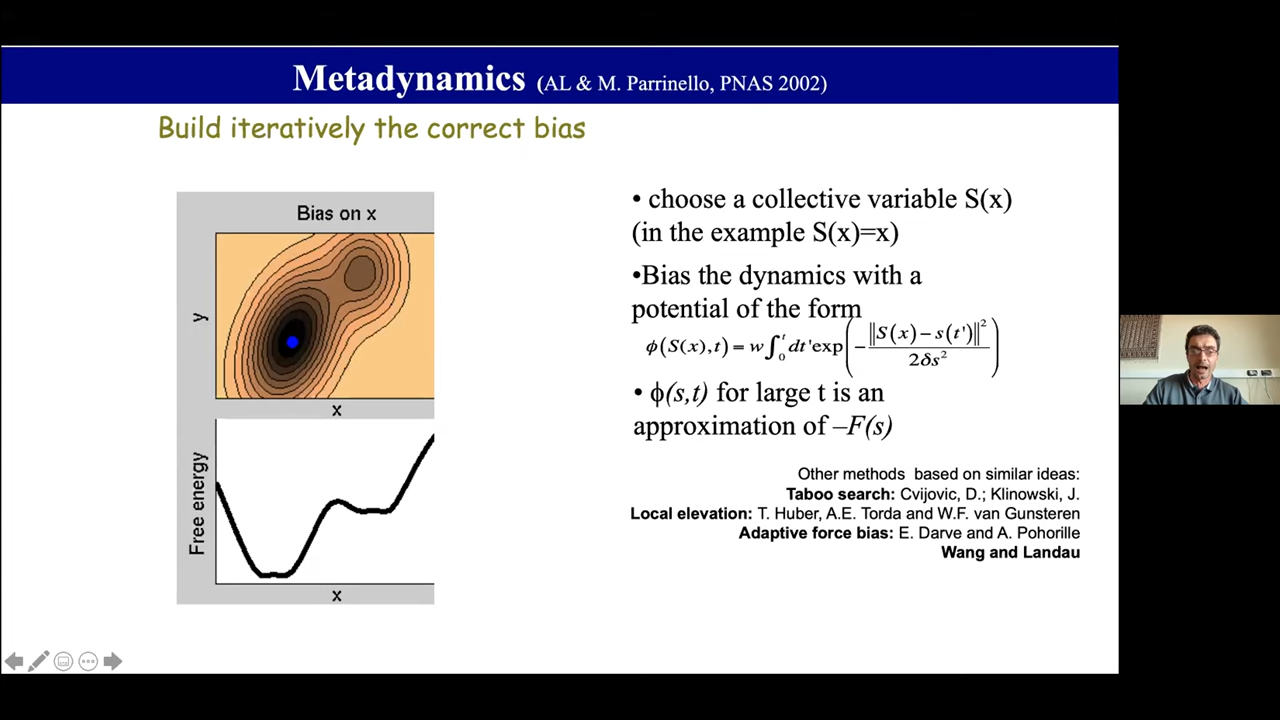 Metadynamics (AL & M. Parrinello, PNAS 2002)
Build iteratively the correct bias
Bias on x
y
x
Free energy
x
• choose a collective variable S(x)
(in the example S(x)=x)
•Bias the dynamics with a
potential of the form
ϕ(S(x),t) = w∫₀ᵗ dt'exp(−‖S(x)−s(t')‖²/2δs²)
• ϕ(s,t) for large t is an
approximation of –F(s)
Other methods based on similar ideas:
Taboo search: Cvijovic, D.; Klinowski, J.
Local elevation: T. Huber, A.E. Torda and W.F. van Gunsteren
Adaptive force bias: E. Darve and A. Pohorille
Wang and Landau